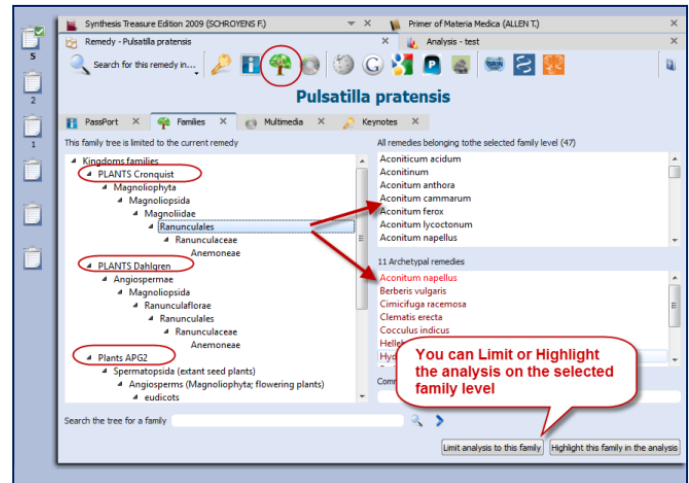 Synthesis Treasure Edition 2009 (SCHROYENS F.)
Primer of Materia Medica (ALLEN T.)
Remedy - Pulsatilla pratensis
Analysis - test
5
2
1
Search for this remedy in...
Pulsatilla pratensis
PassPort
Families
Multimedia
Keynotes
This family tree is limited to the current remedy
Kingdoms families
PLANTS Cronquist
Magnoliophyta
Magnoliopsida
Magnoliidae
Ranunculales
Ranunculaceae
Anemoneae
PLANTS Dahlgren
Angiospermae
Magnoliopsida
Ranunculaflorae
Ranunculales
Ranunculaceae
Anemoneae
Plants APG2
Spermatopsida (extant seed plants)
Angiosperms (Magnoliophyta; flowering plants)
eudicots
All remedies belonging tothe selected family level (47)
Aconiticum acidum
Aconitinum
Aconitum anthora
Aconitum cammarum
Aconitum ferox
Aconitum lycoctonum
Aconitum napellus
11 Archetypal remedies
Aconitum napellus
Berberis vulgaris
Cimicifuga racemosa
Clematis erecta
Cocculus indicus
You can Limit or Highlight
the analysis on the selected
family level
Search the tree for a family
Limit analysis to this family
Highlight this family in the analysis